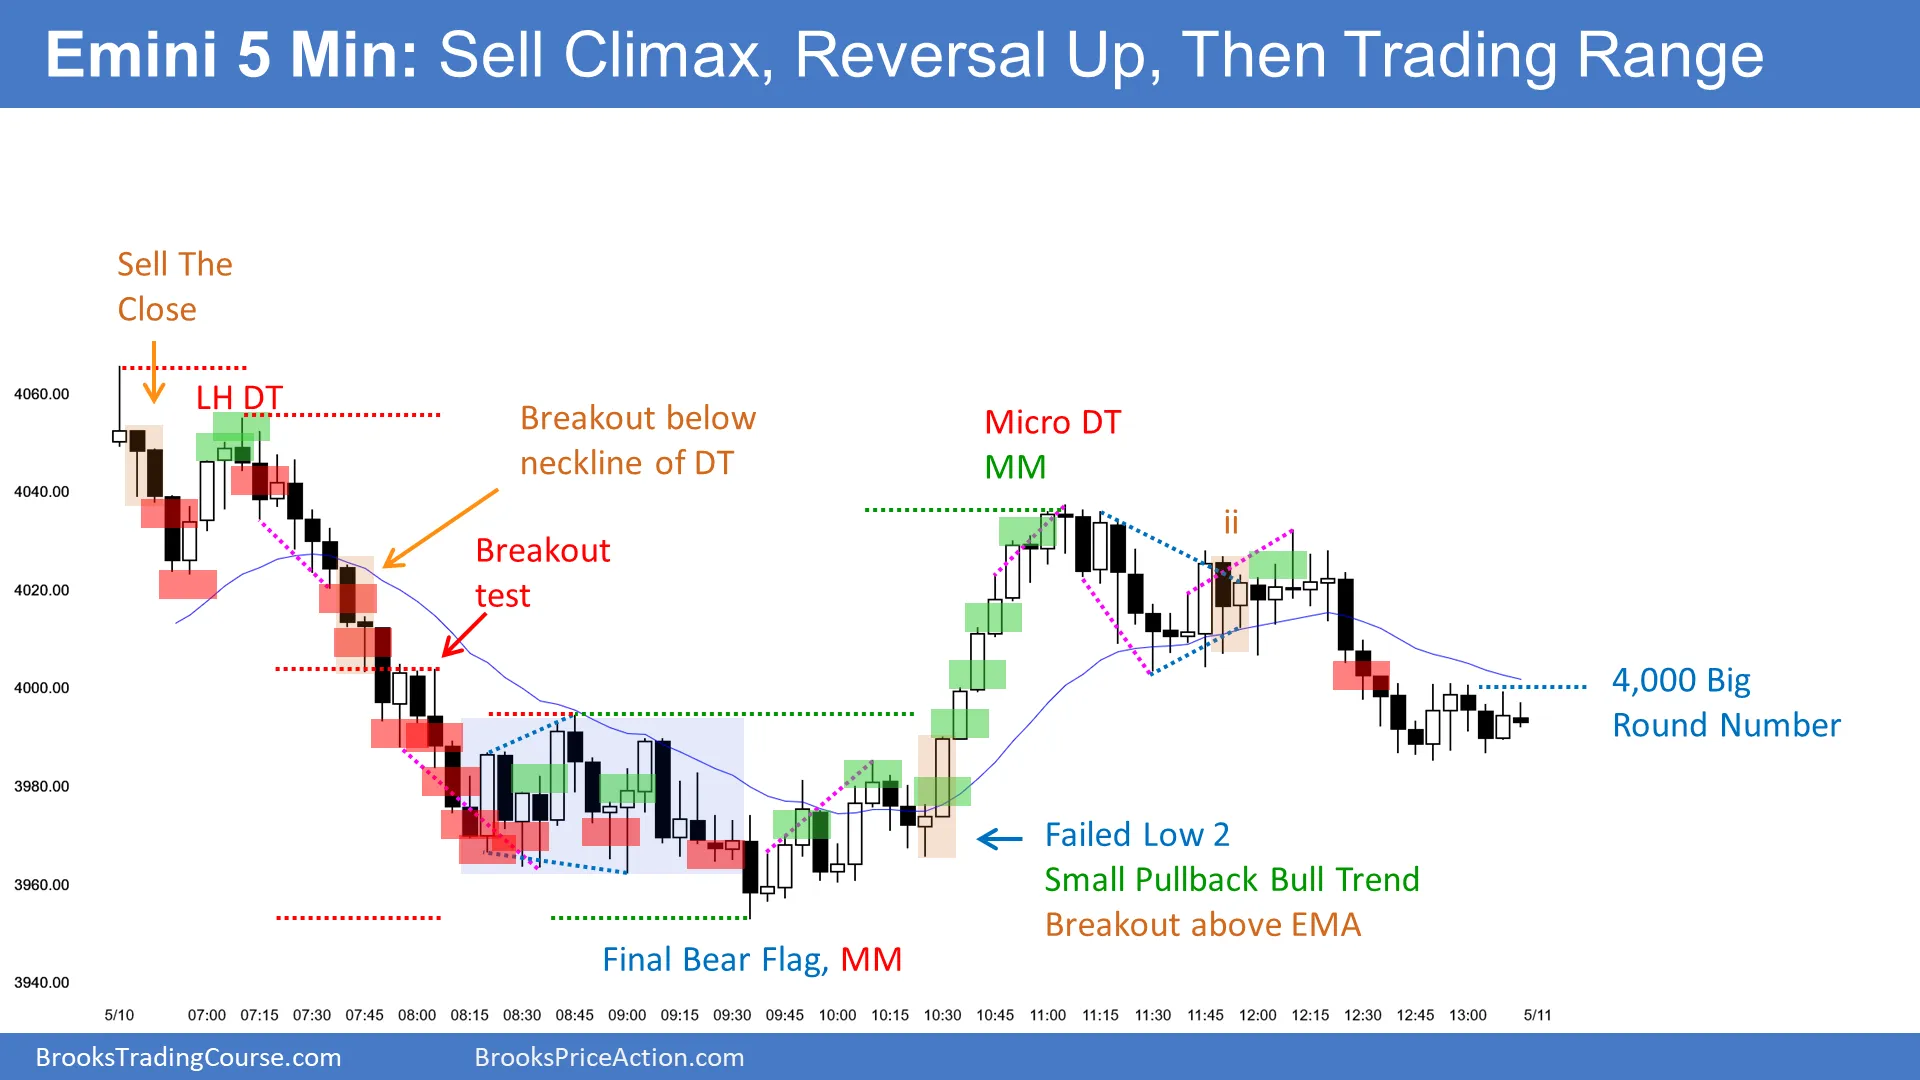 Emini 5 Min: Sell Climax, Reversal Up, Then Trading Range
Sell The
Close
LH DT
Breakout below
neckline of DT
Breakout
test
Micro DT
MM
ii
4,000 Big
Round Number
Failed Low 2
Small Pullback Bull Trend
Breakout above EMA
Final Bear Flag, MM
4060.00
4040.00
4020.00
4000.00
3980.00
3960.00
3940.00
5/10 07:00 07:15 07:30 07:45 08:00 08:15 08:30 08:45 09:00 09:15 09:30 09:45 10:00 10:15 10:30 10:45 11:00 11:15 11:30 11:45 12:00 12:15 12:30 12:45 13:00 5/11
BrooksTradingCourse.com BrooksPriceAction.com